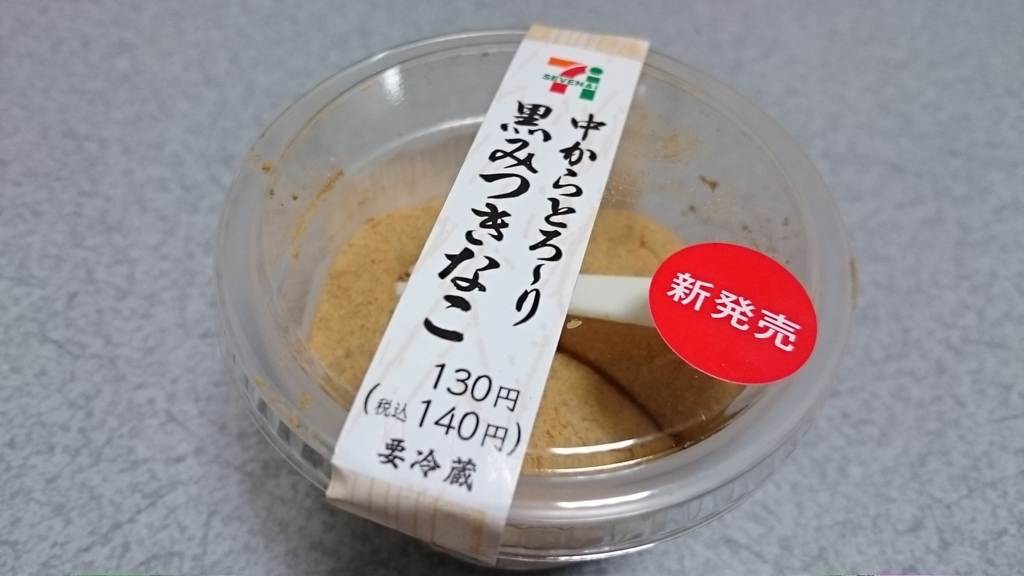 SEVEN&i
中からとろ～り
黒みつきなこ
130円
(税込140円)
要冷蔵
新発売